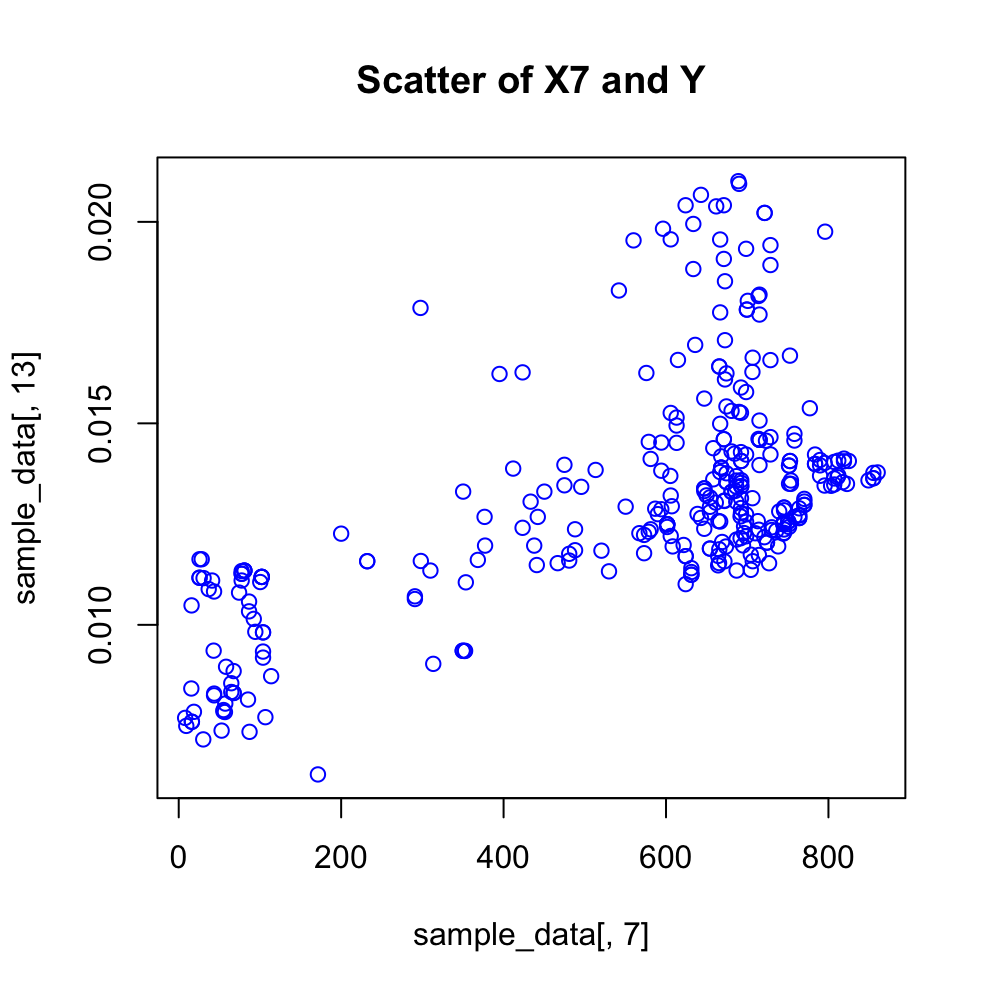 Scatter of X7 and Y
sample_data[, 13]
0.020
0.015
0.010
0 200 400 600 800
sample_data[, 7]